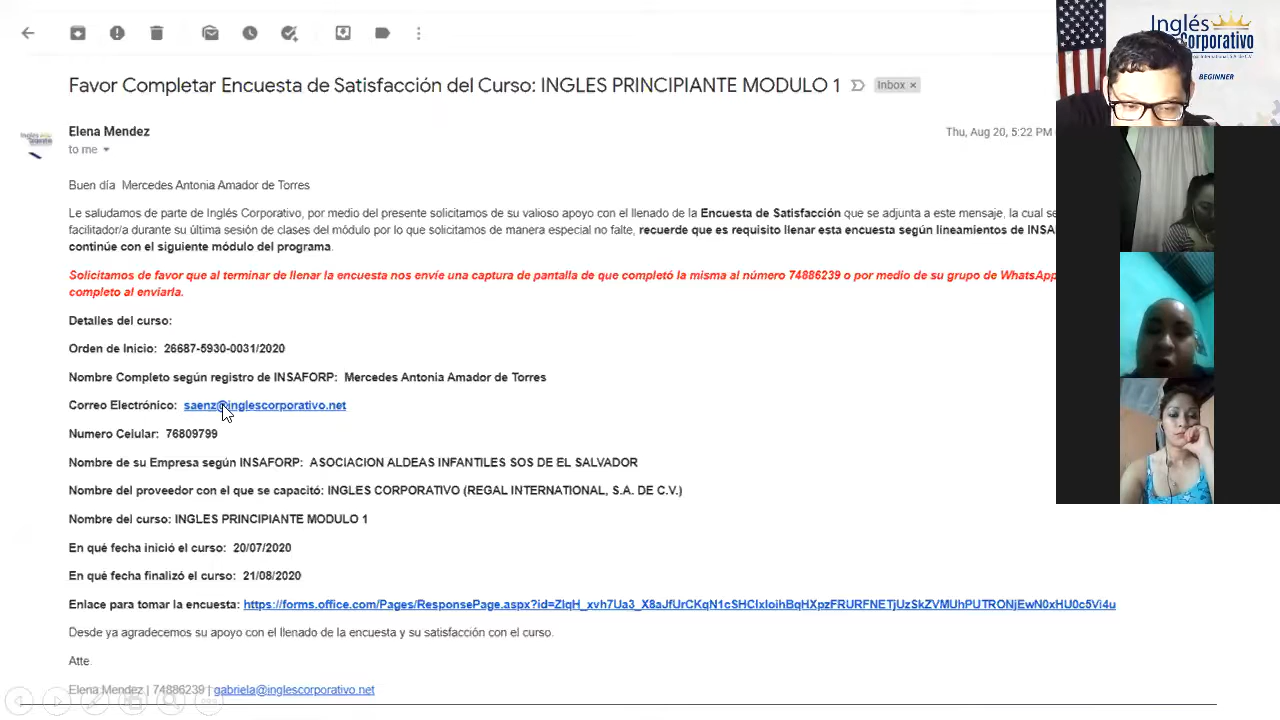 Favor Completar Encuesta de Satisfacción del Curso: INGLES PRINCIPIANTE MODULO 1
Inbox ×
Elena Mendez
to me
Thu, Aug 20, 5:22 PM
Buen día Mercedes Antonia Amador de Torres
Le saludamos de parte de Inglés Corporativo, por medio del presente solicitamos de su valioso apoyo con el llenado de la Encuesta de Satisfacción que se adjunta a este mensaje, la cual se
facilitador/a durante su última sesión de clases del módulo por lo que solicitamos de manera especial no falte, recuerde que es requisito llenar esta encuesta según lineamientos de INSA
continúe con el siguiente módulo del programa.
Solicitamos de favor que al terminar de llenar la encuesta nos envíe una captura de pantalla de que completó la misma al número 74886239 o por medio de su grupo de WhatsApp
completo al enviarla.
Detalles del curso:
Orden de Inicio: 26687-5930-0031/2020
Nombre Completo según registro de INSAFORP: Mercedes Antonia Amador de Torres
Correo Electrónico: saenz@inglescorporativo.net
Numero Celular: 76809799
Nombre de su Empresa según INSAFORP: ASOCIACION ALDEAS INFANTILES SOS DE EL SALVADOR
Nombre del proveedor con el que se capacitó: INGLES CORPORATIVO (REGAL INTERNATIONAL, S.A. DE C.V.)
Nombre del curso: INGLES PRINCIPIANTE MODULO 1
En qué fecha inició el curso: 20/07/2020
En qué fecha finalizó el curso: 21/08/2020
Enlace para tomar la encuesta: https://forms.office.com/Pages/ResponsePage.aspx?id=ZIqH_xvh7Ua3_X8aJfUrCKqN1cSHCIxIoihBqHXpzFRURFNETjUzSkZVMUhPUTRONjEwN0xHU0c5Vi4u
Desde ya agradecemos su apoyo con el llenado de la encuesta y su satisfacción con el curso.
Atte.
Elena Mendez | 74886239 | gabriela@inglescorporativo.net
Inglés
Corporativo
BEGINNER